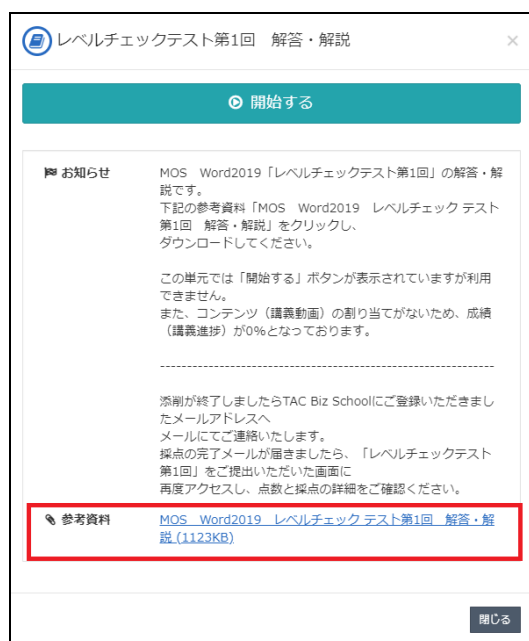 レベルチェックテスト第1回　解答・解説
×
開始する
お知らせ
MOS　Word2019「レベルチェックテスト第1回」の解答・解
説です。
下記の参考資料「MOS　Word2019　レベルチェック テスト
第1回　解答・解説」をクリックし、
ダウンロードしてください。
この単元では「開始する」ボタンが表示されていますが利用
できません。
また、コンテンツ（講義動画）の割り当てがないため、成績
（講義進捗）が0%となっております。
--------------------------------------------------------------
添削が終了しましたらTAC Biz Schoolにご登録いただきまし
たメールアドレスへ
メールにてご連絡いたします。
採点の完了メールが届きましたら、「レベルチェックテスト
第1回」をご提出いただいた画面に
再度アクセスし、点数と採点の詳細をご確認ください。
参考資料
MOS　Word2019　レベルチェック テスト第1回　解答・解
説 (1123KB)
閉じる